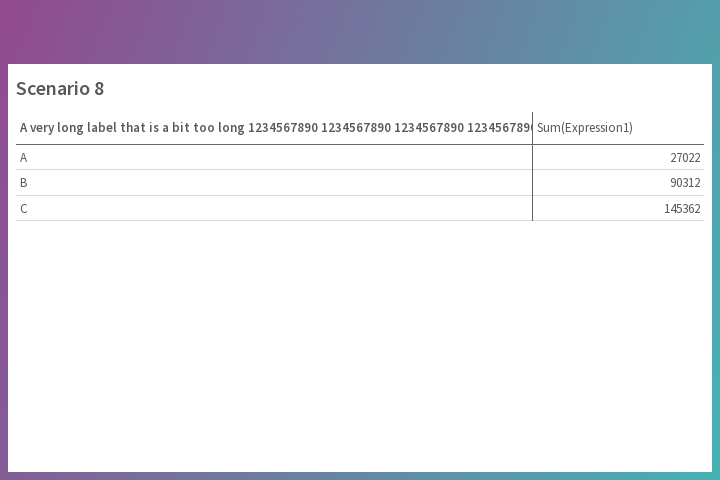 Scenario 8
A very long label that is a bit too long 1234567890 1234567890 1234567890 123456789 Sum(Expression1)
A 27022
B 90312
C 145362